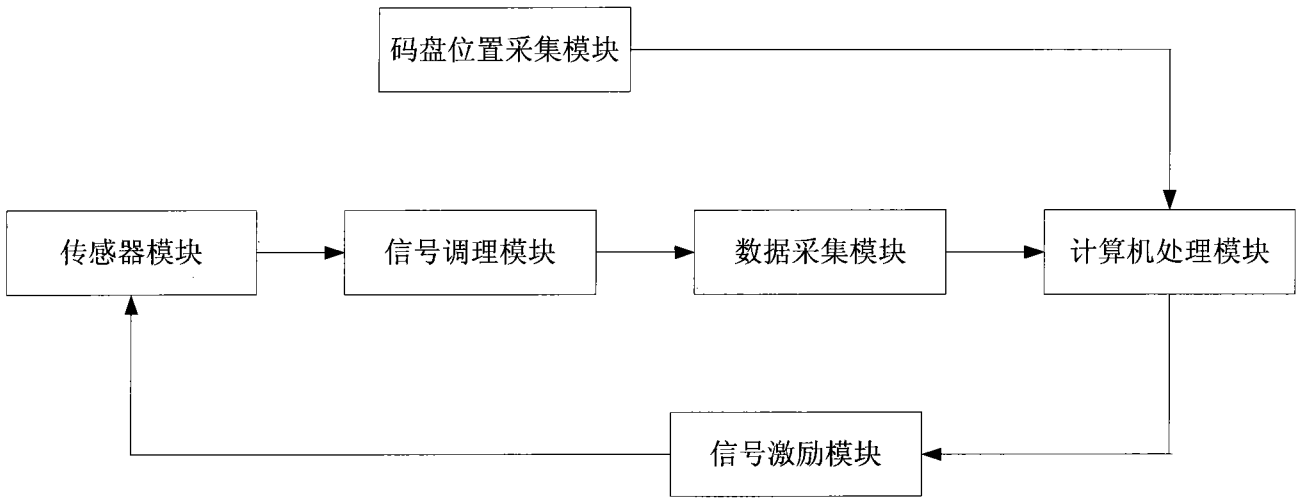 码盘位置采集模块
传感器模块
信号调理模块
数据采集模块
计算机处理模块
信号激励模块